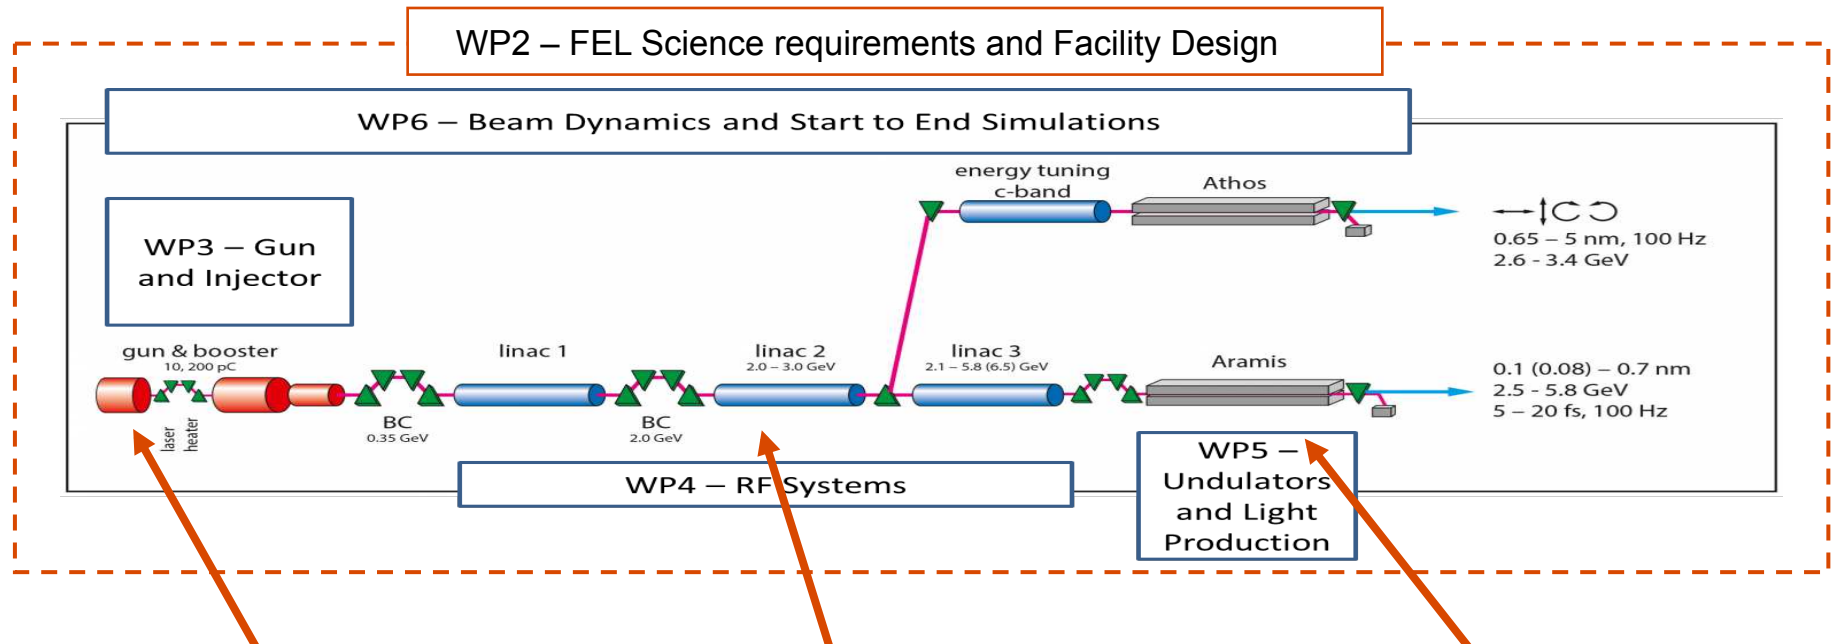 WP2 – FEL Science requirements and Facility Design
WP6 – Beam Dynamics and Start to End Simulations
energy tuning
c-band
Athos
0.65 – 5 nm, 100 Hz
2.6 - 3.4 GeV
WP3 – Gun
and Injector
gun & booster
10, 200 pC
laser
heater
BC
0.35 GeV
linac 1
BC
2.0 GeV
linac 2
2.0 – 3.0 GeV
linac 3
2.1 – 5.8 (6.5) GeV
Aramis
0.1 (0.08) – 0.7 nm
2.5 - 5.8 GeV
5 – 20 fs, 100 Hz
WP4 – RF Systems
WP5 –
Undulators
and Light
Production